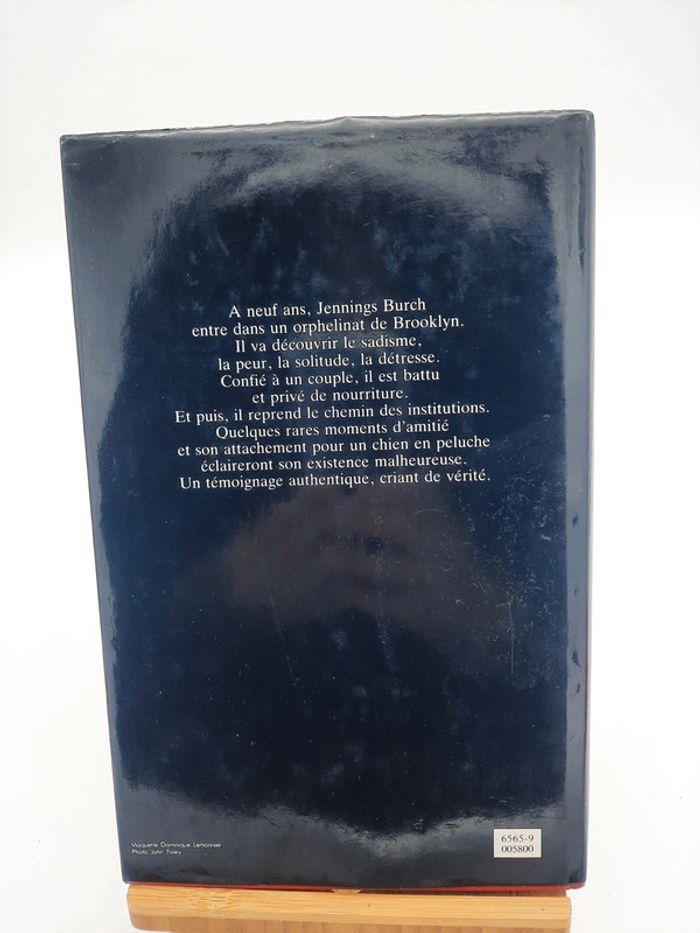 A neuf ans, Jennings Burch
entre dans un orphelinat de Brooklyn.
Il va découvrir le sadisme,
la peur, la solitude, la détresse.
Confié à un couple, il est battu
et privé de nourriture.
Et puis, il reprend le chemin des institutions.
Quelques rares moments d'amitié
et son attachement pour un chien en peluche
éclaireront son existence malheureuse.
Un témoignage authentique, criant de vérité.
Maquette Dominique Lemonnier
Photo John Foley
6565-9
005800